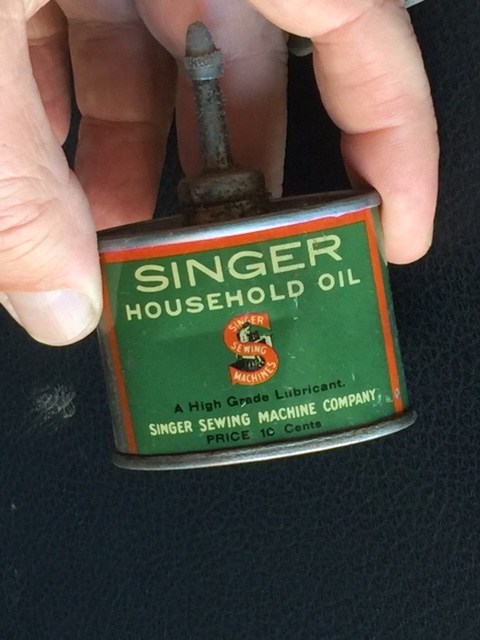 SINGER
HOUSEHOLD OIL
SINGER
SEWING
MACHINES
A High Grade Lubricant.
SINGER SEWING MACHINE COMPANY
PRICE 10 Cents